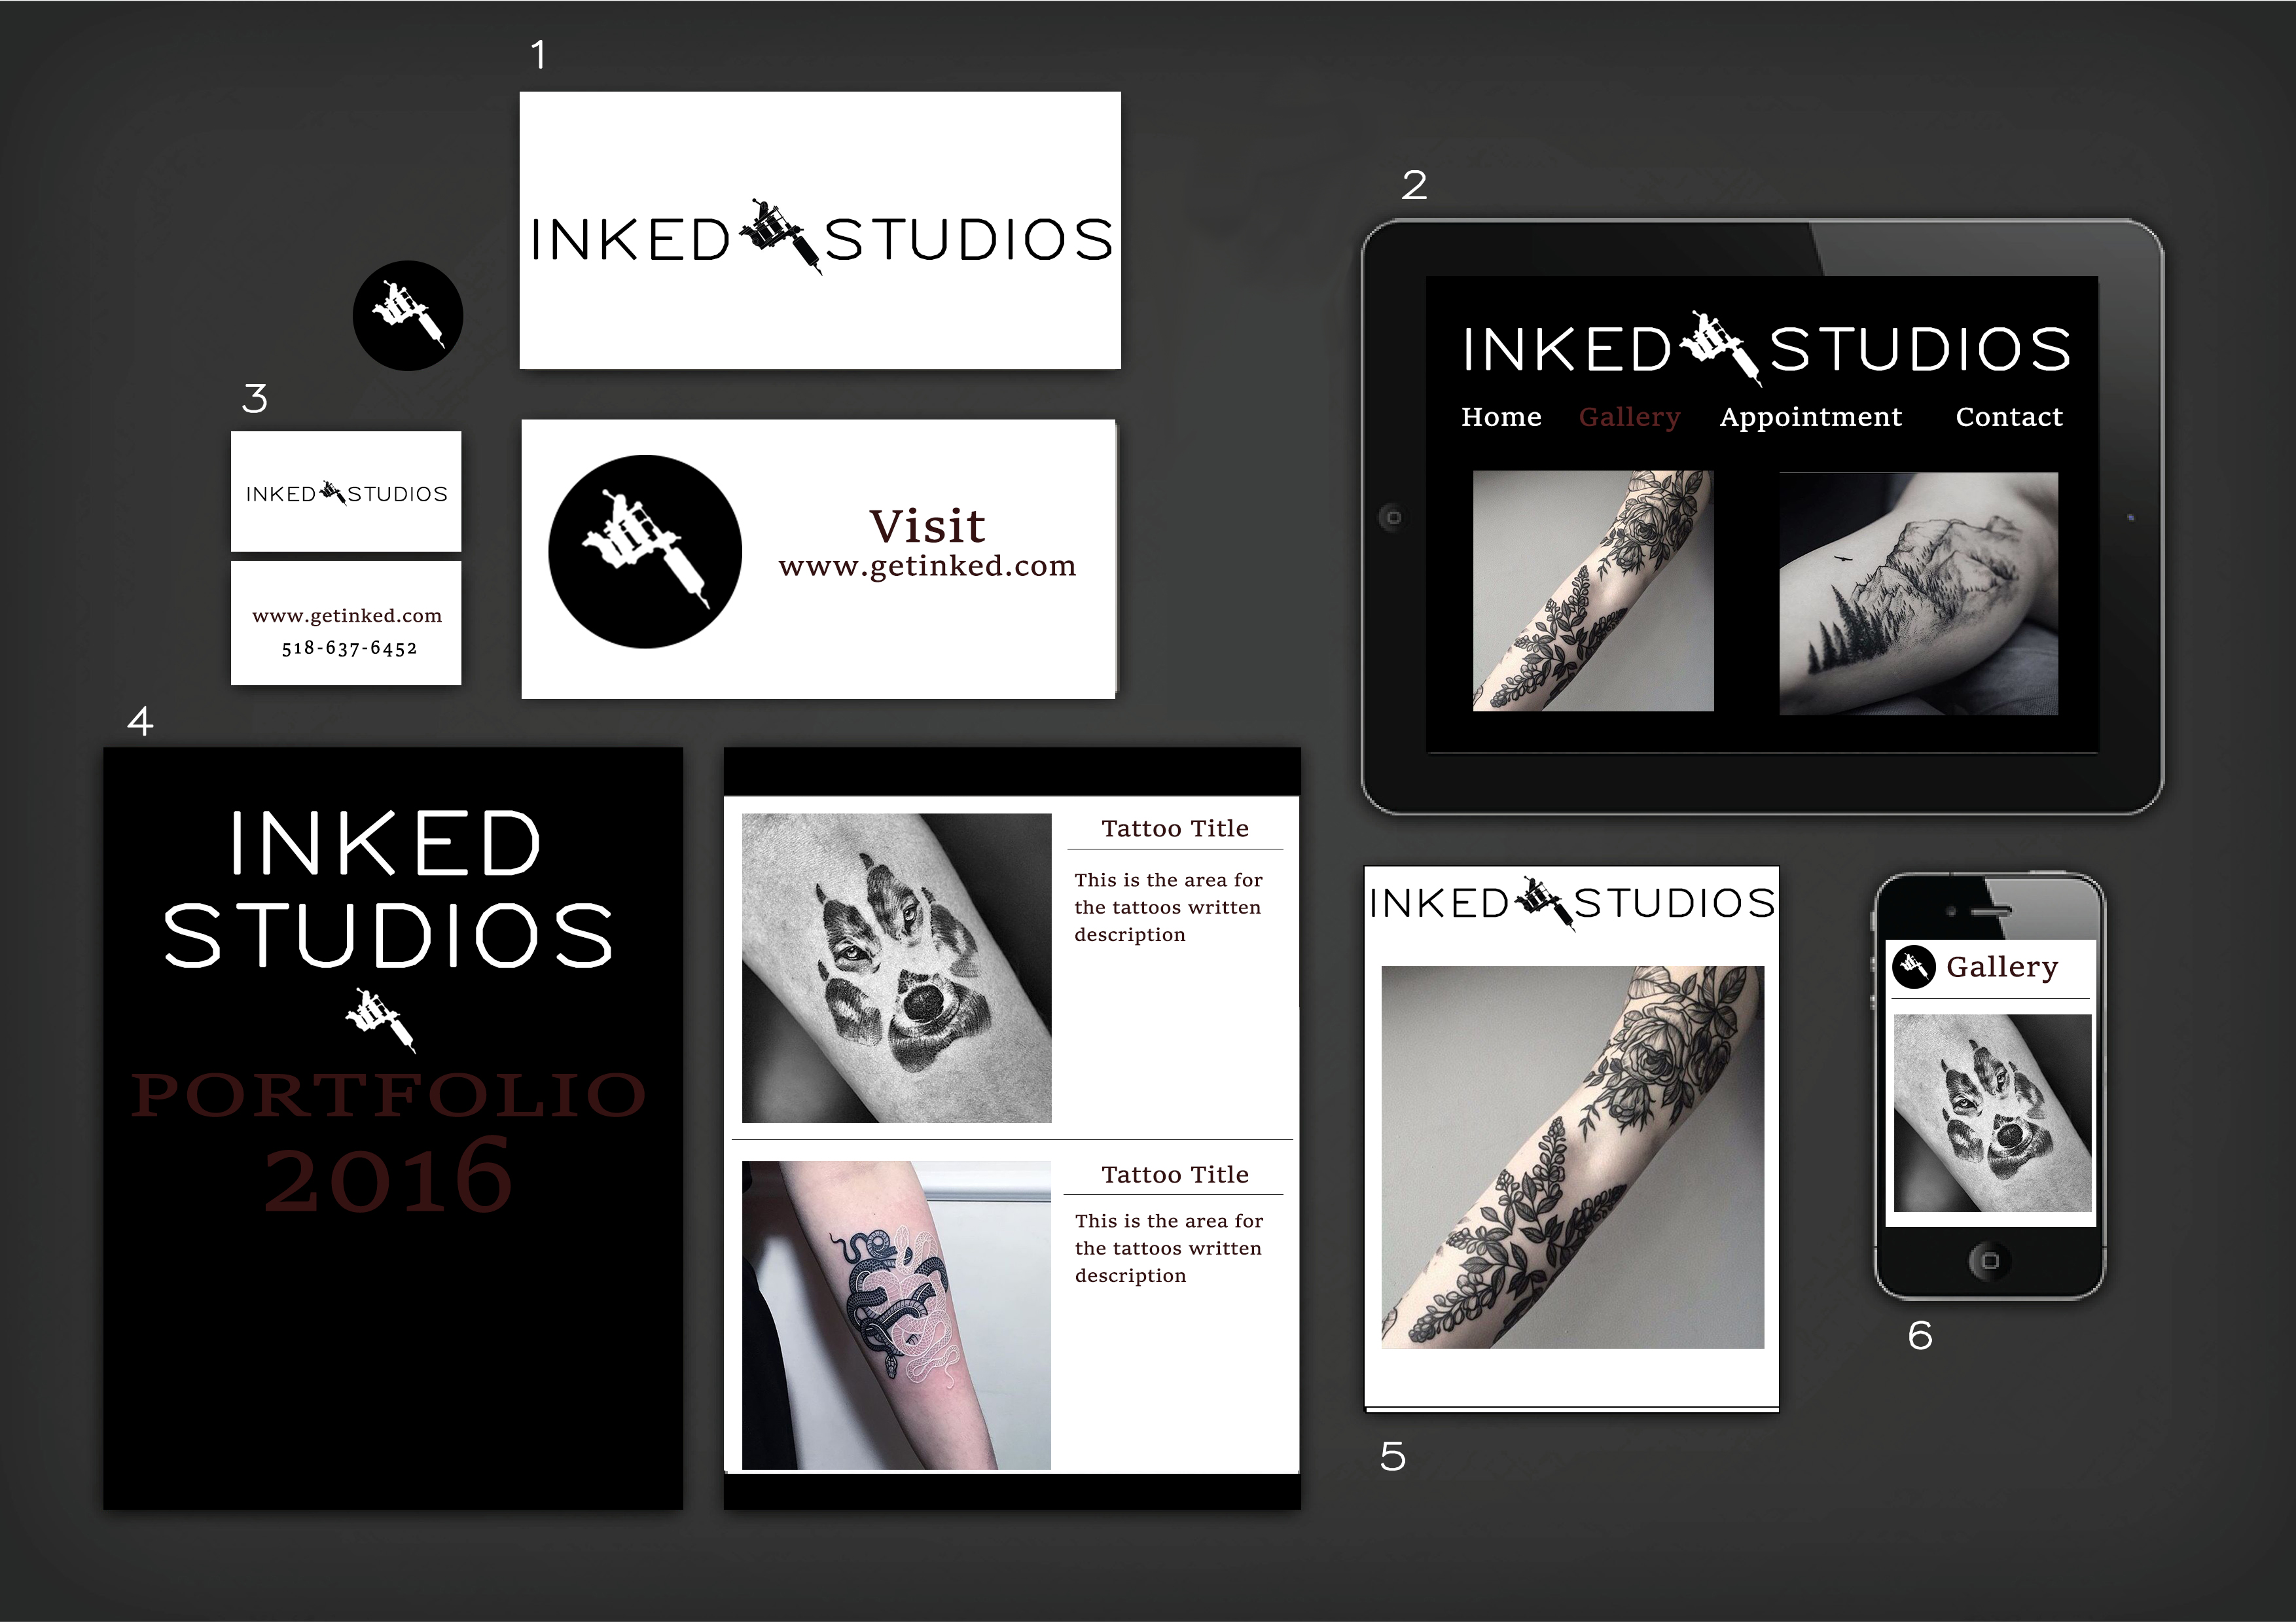 1
INKED STUDIOS
2
INKED STUDIOS
Home Gallery Appointment Contact
3
INKED STUDIOS
www.getinked.com
518-637-6452
Visit
www.getinked.com
4
INKED
STUDIOS
PORTFOLIO
2016
Tattoo Title
This is the area for
the tattoos written
description
Tattoo Title
This is the area for
the tattoos written
description
INKED STUDIOS
5
Gallery
6